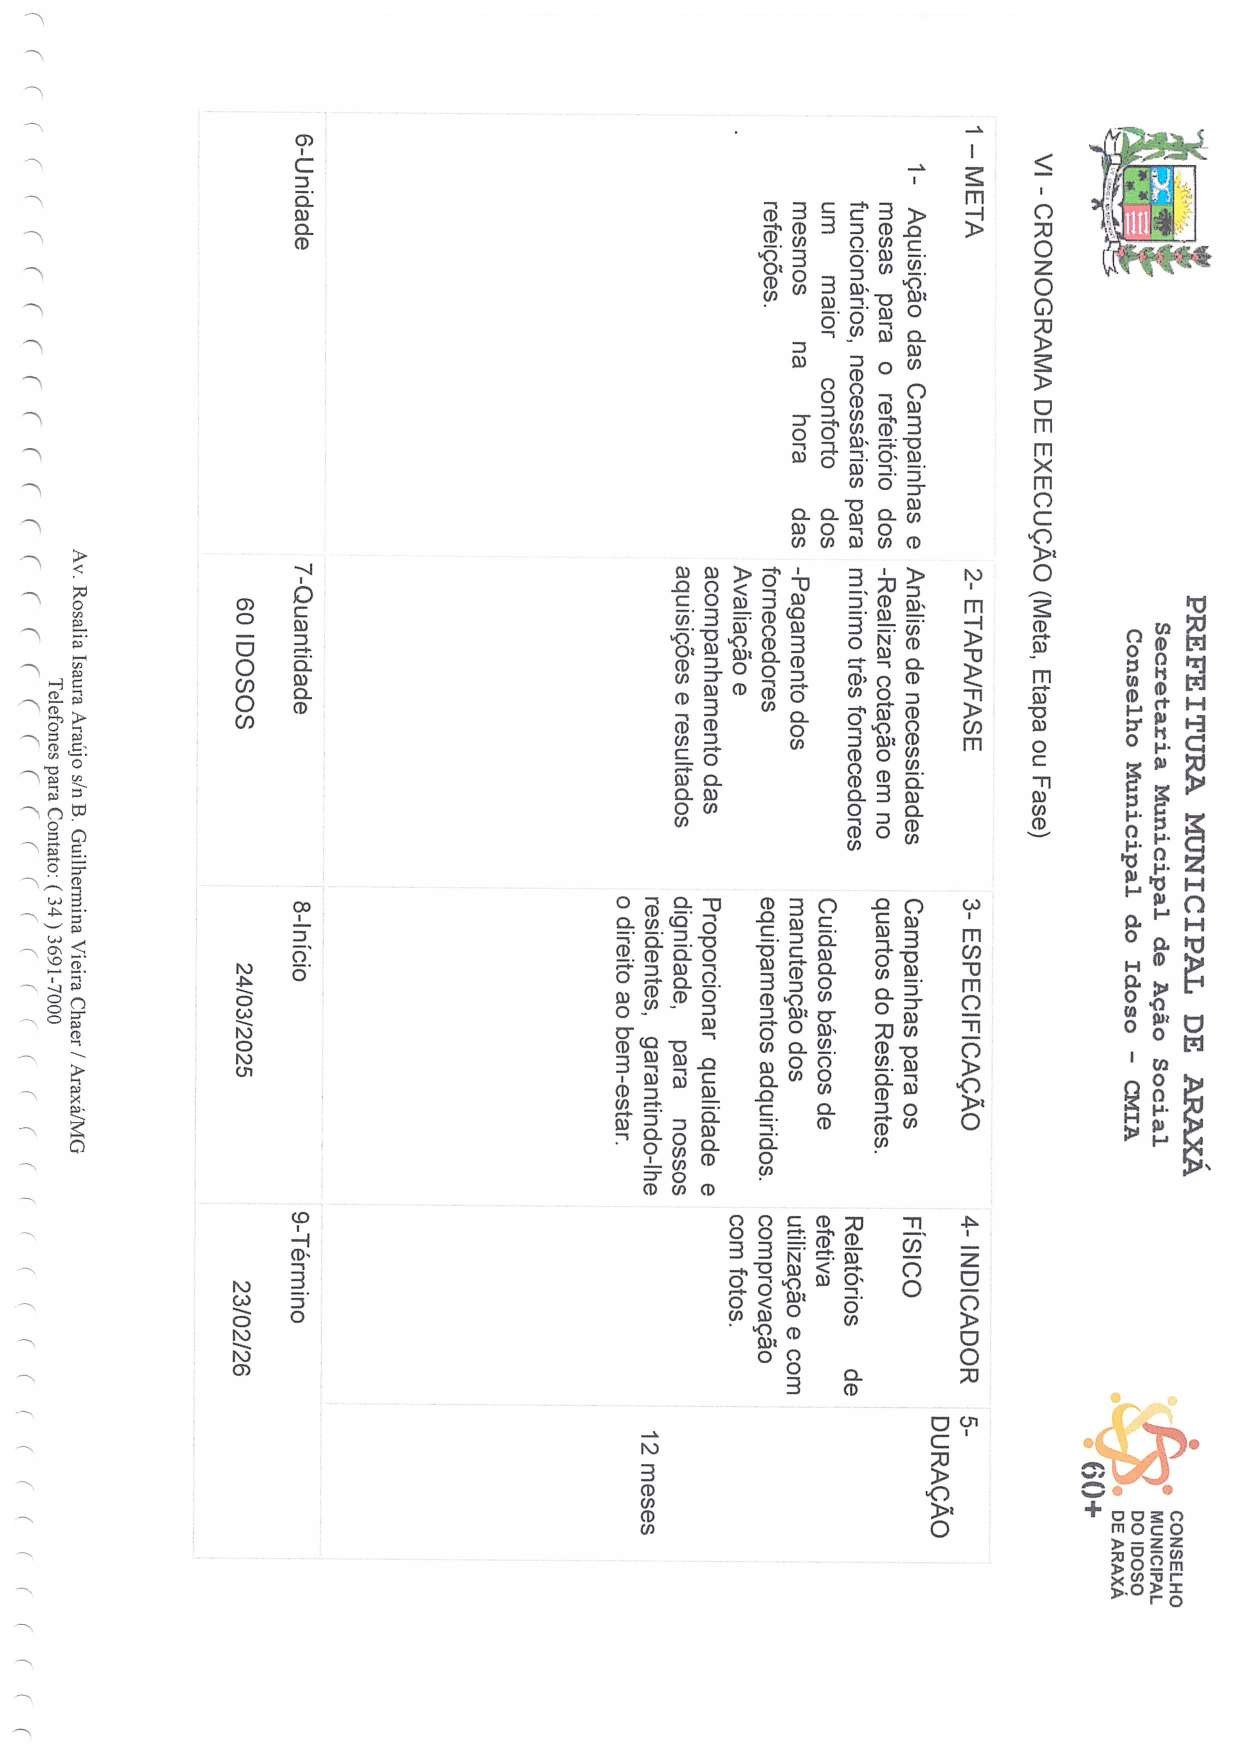 PREFEITURA MUNICIPAL DE ARAXÁ
Secretaria Municipal de Ação Social
Conselho Municipal do Idoso - CMIA
60+
CONSELHO
MUNICIPAL
DO IDOSO
DE ARAXÁ
VI - CRONOGRAMA DE EXECUÇÃO (Meta, Etapa ou Fase)
1 – META
1- Aquisição das Campainhas e
mesas para o refeitório dos
funcionários, necessárias para
um maior conforto dos
mesmos na hora das
refeições.
2- ETAPA/FASE
Análise de necessidades
-Realizar cotação em no
mínimo três fornecedores
-Pagamento dos
fornecedores
Avaliação e
acompanhamento das
aquisições e resultados
3- ESPECIFICAÇÃO
Campainhas para os
quartos do Residentes.
Cuidados básicos de
manutenção dos
equipamentos adquiridos.
Proporcionar qualidade e
dignidade, para nossos
residentes, garantindo-lhe
o direito ao bem-estar.
4- INDICADOR
FÍSICO
Relatórios de
efetiva
utilização e com
comprovação
com fotos.
5-
DURAÇÃO
12 meses
6-Unidade
7-Quantidade
60 IDOSOS
8-Início
24/03/2025
9-Término
23/02/26
Av. Rosalia Isaura Araújo s/n B. Guilhermina Vieira Chaer / Araxá/MG
Telefones para Contato: ( 34 ) 3691-7000